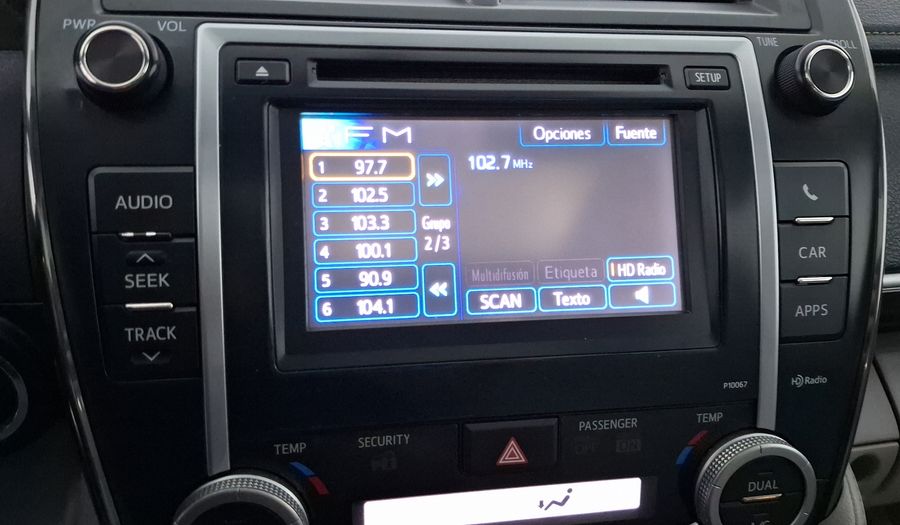 PWR VOL
TUNE SCROLL
SETUP
FM
Opciones Fuente
1 97.7
102.7 MHz
2 102.5
3 103.3
Grupo
2/3
4 100.1
5 90.9
6 104.1
Multidifusión Etiqueta HD Radio
SCAN Texto
AUDIO
SEEK
TRACK
CAR
APPS
P10067
HD Radio
TEMP
SECURITY
PASSENGER
OFF ON
TEMP
DUAL